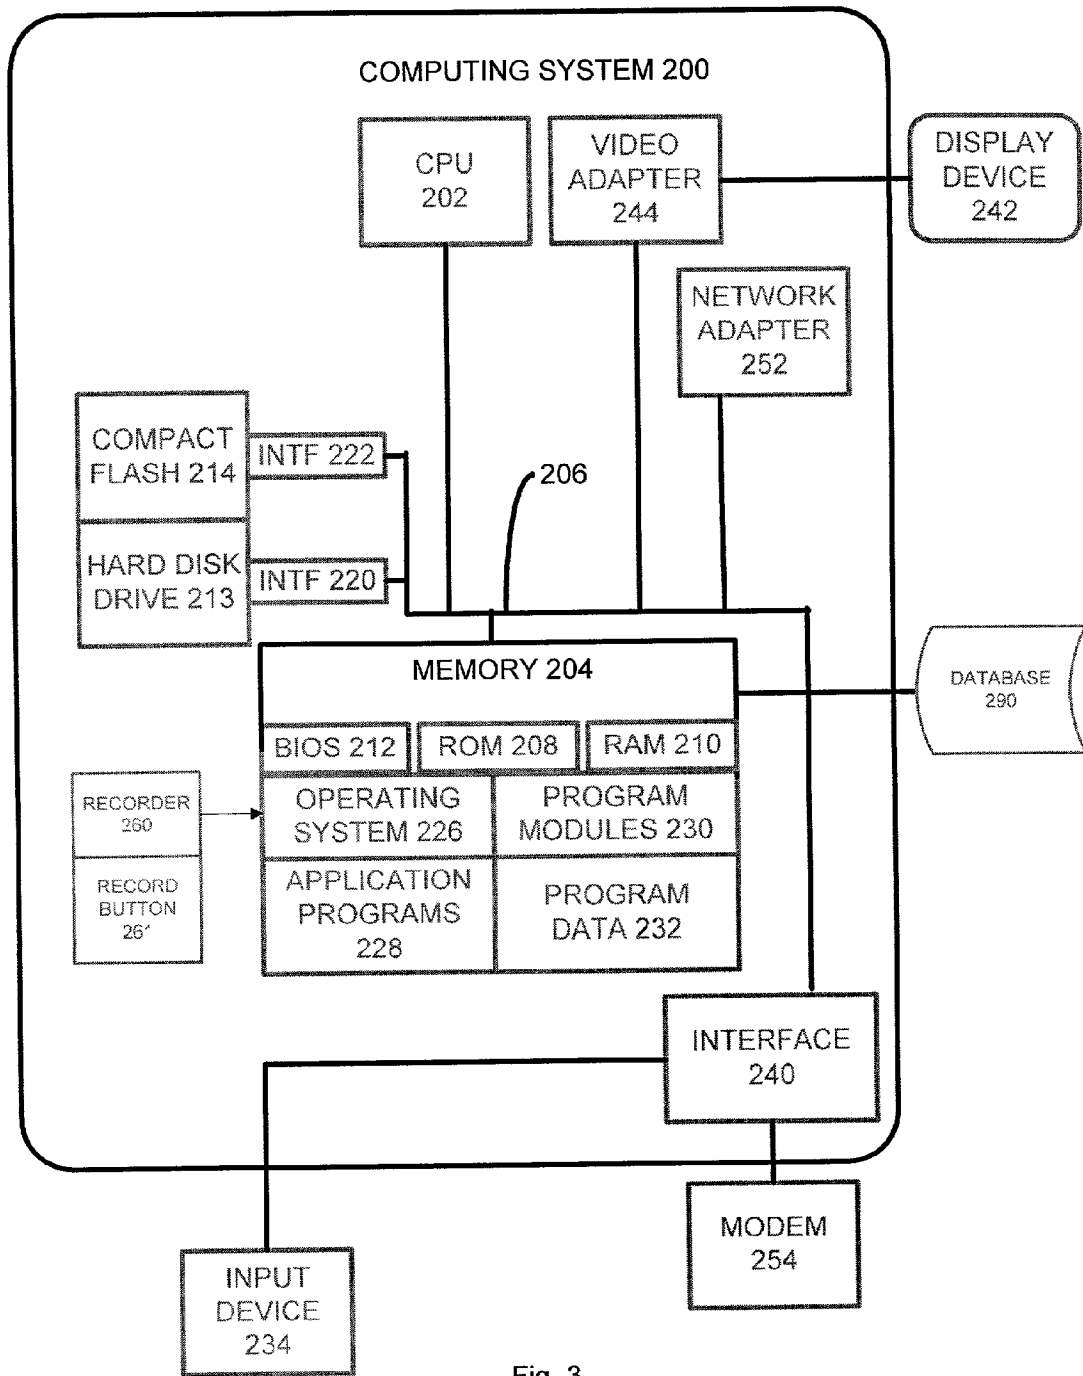 COMPUTING SYSTEM 200
CPU
202
VIDEO
ADAPTER
244
DISPLAY
DEVICE
242
NETWORK
ADAPTER
252
COMPACT
FLASH 214
INTF 222
206
HARD DISK
DRIVE 213
INTF 220
MEMORY 204
DATABASE
290
BIOS 212
ROM 208
RAM 210
RECORDER
260
OPERATING
SYSTEM 226
PROGRAM
MODULES 230
RECORD
BUTTON
261
APPLICATION
PROGRAMS
228
PROGRAM
DATA 232
INTERFACE
240
MODEM
254
INPUT
DEVICE
234
Fig. 3